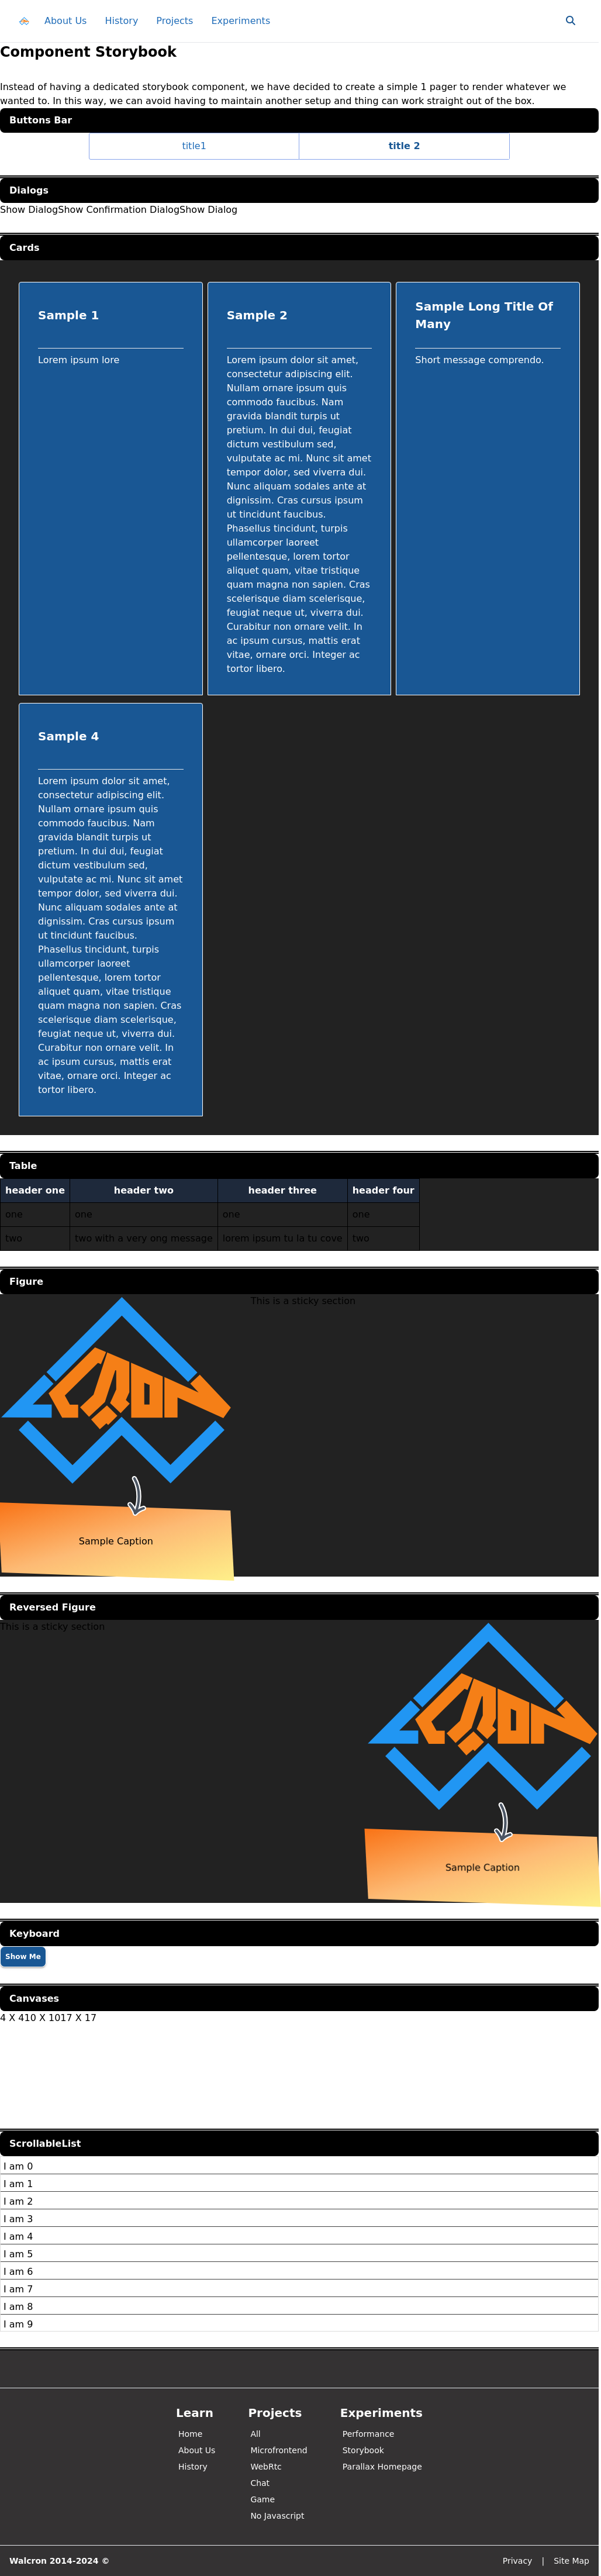 About Us History Projects Experiments
Component Storybook
Instead of having a dedicated storybook component, we have decided to create a simple 1 pager to render whatever we
wanted to. In this way, we can avoid having to maintain another setup and thing can work straight out of the box.
Buttons Bar
title1 title 2
Dialogs
Show DialogShow Confirmation DialogShow Dialog
Cards
Sample 1
Lorem ipsum lore
Sample 2
Lorem ipsum dolor sit amet,
consectetur adipiscing elit.
Nullam ornare ipsum quis
commodo faucibus. Nam
gravida blandit turpis ut
pretium. In dui dui, feugiat
dictum vestibulum sed,
vulputate ac mi. Nunc sit amet
tempor dolor, sed viverra dui.
Nunc aliquam sodales ante at
dignissim. Cras cursus ipsum
ut tincidunt faucibus.
Phasellus tincidunt, turpis
ullamcorper laoreet
pellentesque, lorem tortor
aliquet quam, vitae tristique
quam magna non sapien. Cras
scelerisque diam scelerisque,
feugiat neque ut, viverra dui.
Curabitur non ornare velit. In
ac ipsum cursus, mattis erat
vitae, ornare orci. Integer ac
tortor libero.
Sample Long Title Of
Many
Short message comprendo.
Sample 4
Lorem ipsum dolor sit amet,
consectetur adipiscing elit.
Nullam ornare ipsum quis
commodo faucibus. Nam
gravida blandit turpis ut
pretium. In dui dui, feugiat
dictum vestibulum sed,
vulputate ac mi. Nunc sit amet
tempor dolor, sed viverra dui.
Nunc aliquam sodales ante at
dignissim. Cras cursus ipsum
ut tincidunt faucibus.
Phasellus tincidunt, turpis
ullamcorper laoreet
pellentesque, lorem tortor
aliquet quam, vitae tristique
quam magna non sapien. Cras
scelerisque diam scelerisque,
feugiat neque ut, viverra dui.
Curabitur non ornare velit. In
ac ipsum cursus, mattis erat
vitae, ornare orci. Integer ac
tortor libero.
Table
header one header two header three header four
one one one one
two two with a very ong message lorem ipsum tu la tu cove two
Figure
This is a sticky section
Sample Caption
Reversed Figure
This is a sticky section
Sample Caption
Keyboard
Show Me
Canvases
4 X 410 X 1017 X 17
ScrollableList
I am 0
I am 1
I am 2
I am 3
I am 4
I am 5
I am 6
I am 7
I am 8
I am 9
Learn
Home
About Us
History
Projects
All
Microfrontend
WebRtc
Chat
Game
No Javascript
Experiments
Performance
Storybook
Parallax Homepage
Walcron 2014-2024 ©
Privacy | Site Map